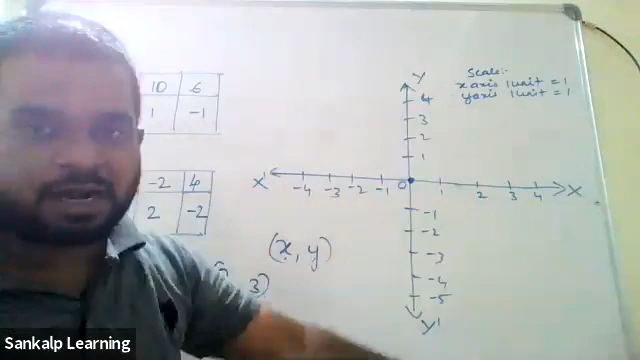 10 6
1 -1
-2 4
2 -2
(x, y)
3)
Scale:-
x axis 1 unit = 1
y axis 1 unit = 1
Y
4
3
2
1
X' -4 -3 -2 -1 0 1 2 3 4 X
-1
-2
-3
-4
-5
Y'
Sankalp Learning